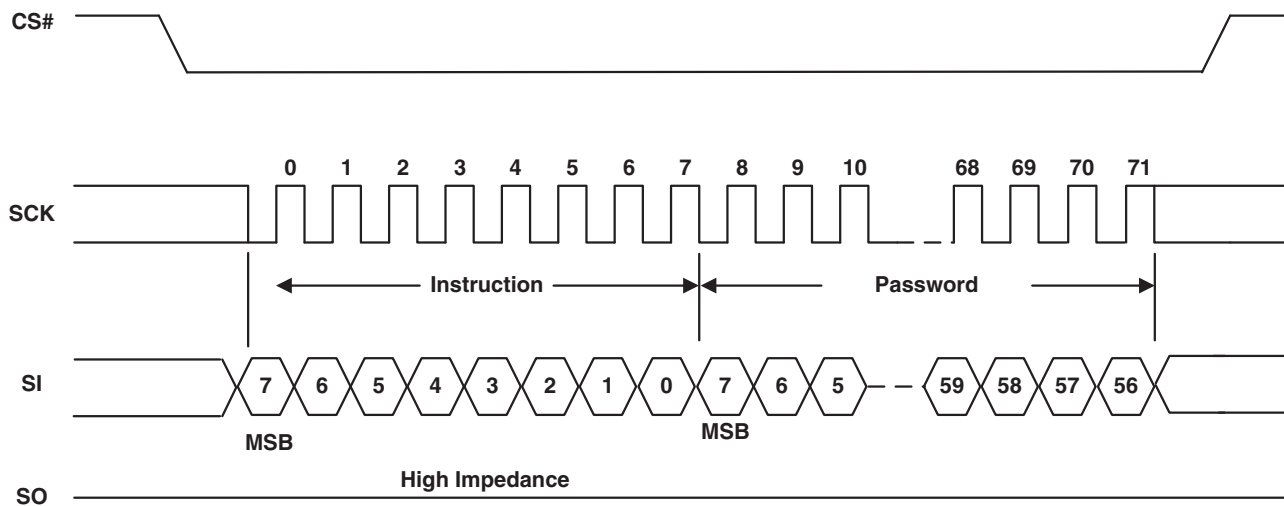 CS#
0 1 2 3 4 5 6 7 8 9 10 68 69 70 71
SCK
Instruction Password
SI 7 6 5 4 3 2 1 0 7 6 5 59 58 57 56
MSB MSB
High Impedance
SO